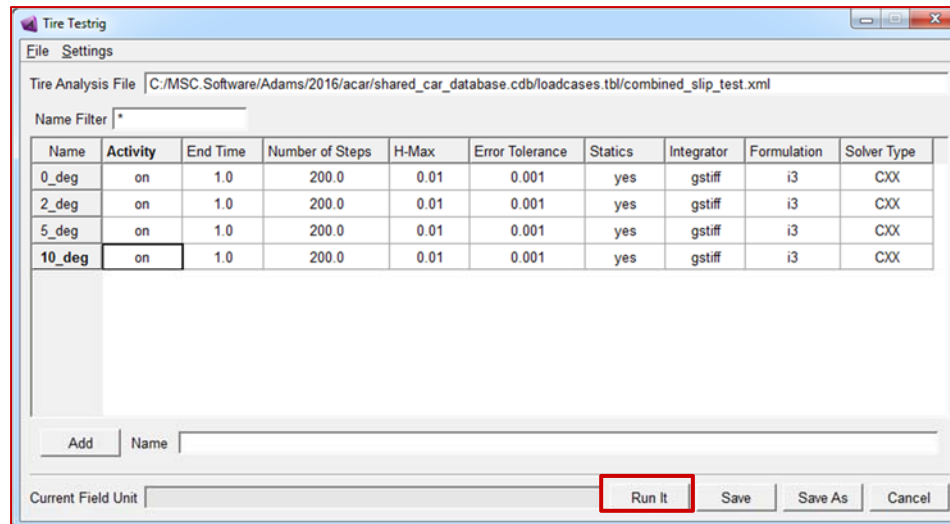 Tire Testrig
File Settings
Tire Analysis File C:/MSC.Software/Adams/2016/acar/shared_car_database.cdb/loadcases.tbl/combined_slip_test.xml
Name Filter *
Name Activity End Time Number of Steps H-Max Error Tolerance Statics Integrator Formulation Solver Type
0_deg on 1.0 200.0 0.01 0.001 yes gstiff i3 CXX
2_deg on 1.0 200.0 0.01 0.001 yes gstiff i3 CXX
5_deg on 1.0 200.0 0.01 0.001 yes gstiff i3 CXX
10_deg on 1.0 200.0 0.01 0.001 yes gstiff i3 CXX
Add Name
Current Field Unit Run It Save Save As Cancel